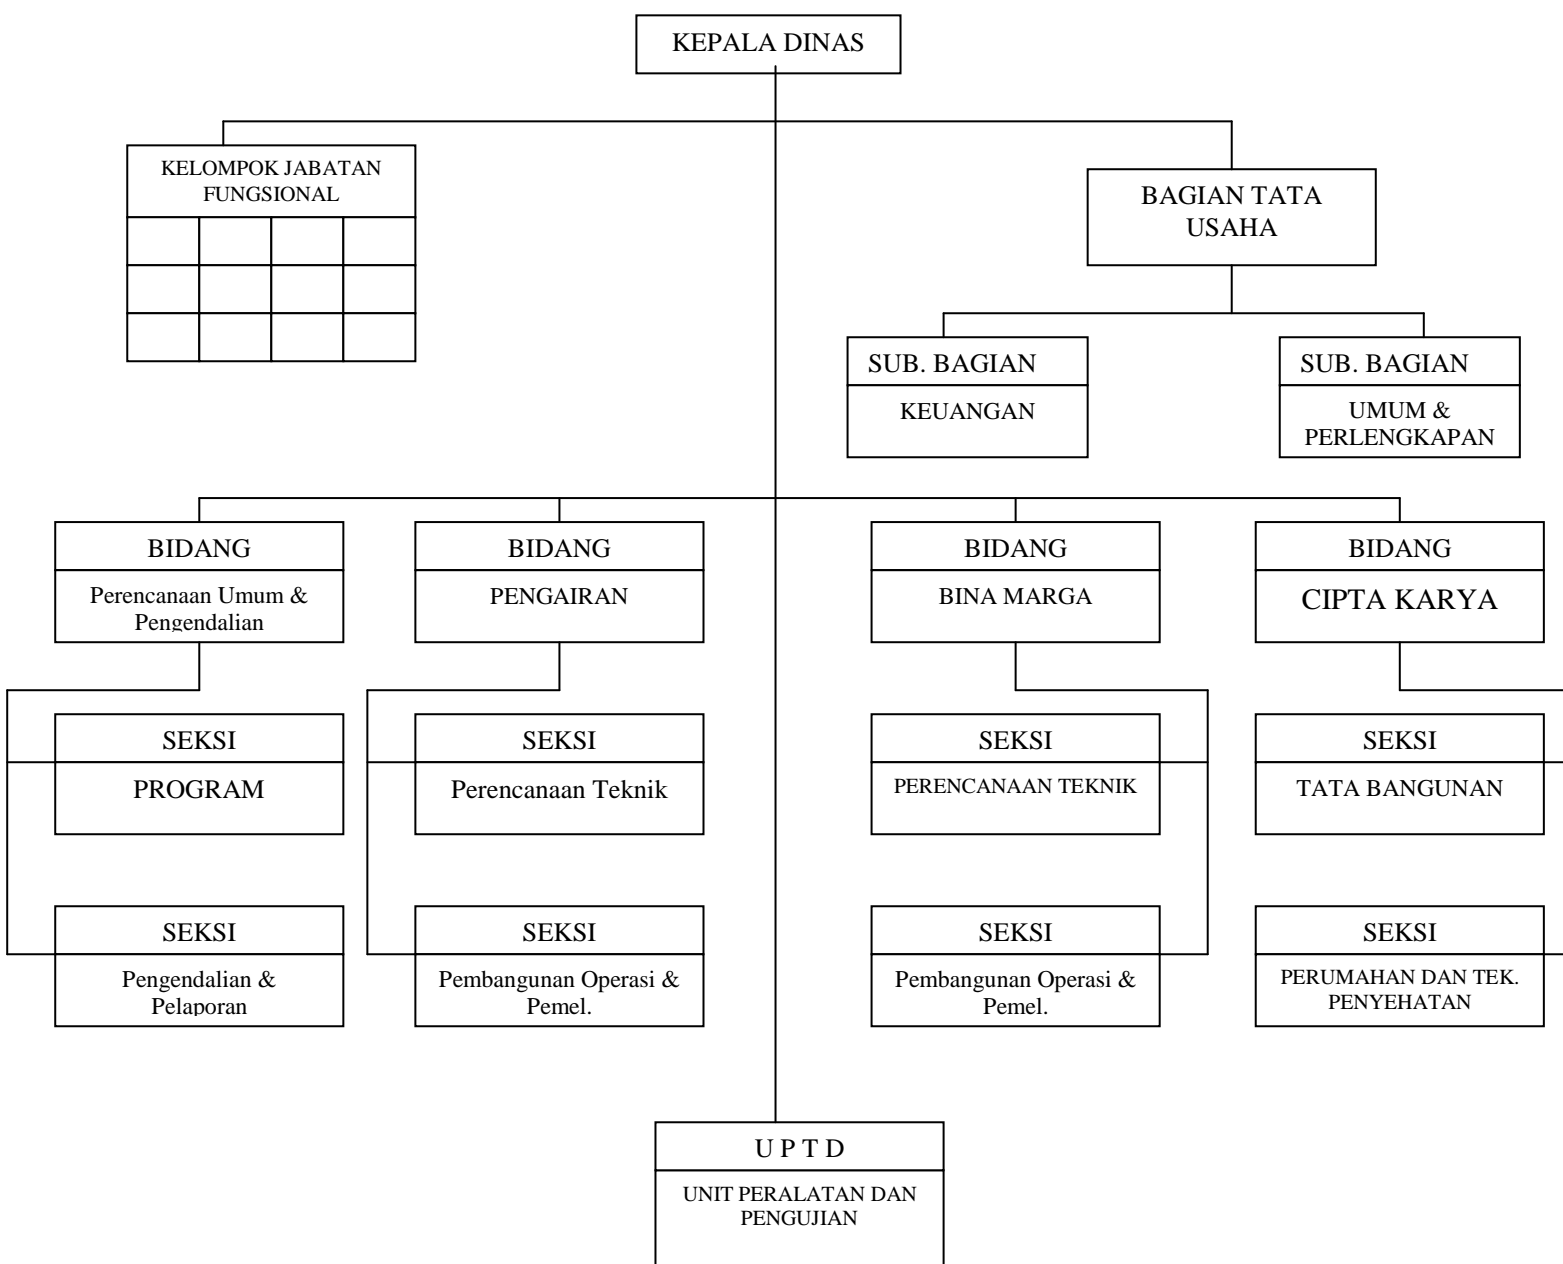 KEPALA DINAS
KELOMPOK JABATAN
FUNGSIONAL
BAGIAN TATA
USAHA
SUB. BAGIAN
KEUANGAN
SUB. BAGIAN
UMUM &
PERLENGKAPAN
BIDANG
Perencanaan Umum &
Pengendalian
BIDANG
PENGAIRAN
BIDANG
BINA MARGA
BIDANG
CIPTA KARYA
SEKSI
PROGRAM
SEKSI
Perencanaan Teknik
SEKSI
PERENCANAAN TEKNIK
SEKSI
TATA BANGUNAN
SEKSI
Pengendalian &
Pelaporan
SEKSI
Pembangunan Operasi &
Pemel.
SEKSI
Pembangunan Operasi &
Pemel.
SEKSI
PERUMAHAN DAN TEK.
PENYEHATAN
U P T D
UNIT PERALATAN DAN
PENGUJIAN